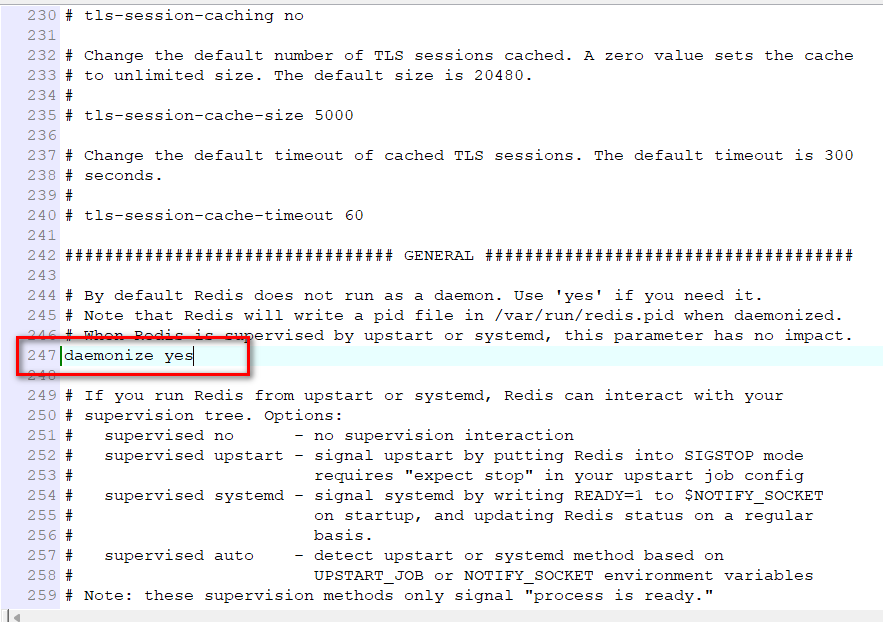 230 # tls-session-caching no
231
232 # Change the default number of TLS sessions cached. A zero value sets the cache
233 # to unlimited size. The default size is 20480.
234 #
235 # tls-session-cache-size 5000
236
237 # Change the default timeout of cached TLS sessions. The default timeout is 300
238 # seconds.
239 #
240 # tls-session-cache-timeout 60
241
242 ################################# GENERAL #####################################
243
244 # By default Redis does not run as a daemon. Use 'yes' if you need it.
245 # Note that Redis will write a pid file in /var/run/redis.pid when daemonized.
246 # When Redis is supervised by upstart or systemd, this parameter has no impact.
247 daemonize yes
248
249 # If you run Redis from upstart or systemd, Redis can interact with your
250 # supervision tree. Options:
251 #   supervised no      - no supervision interaction
252 #   supervised upstart - signal upstart by putting Redis into SIGSTOP mode
253 #                        requires "expect stop" in your upstart job config
254 #   supervised systemd - signal systemd by writing READY=1 to $NOTIFY_SOCKET
255 #                        on startup, and updating Redis status on a regular
256 #                        basis.
257 #   supervised auto    - detect upstart or systemd method based on
258 #                        UPSTART_JOB or NOTIFY_SOCKET environment variables
259 # Note: these supervision methods only signal "process is ready."